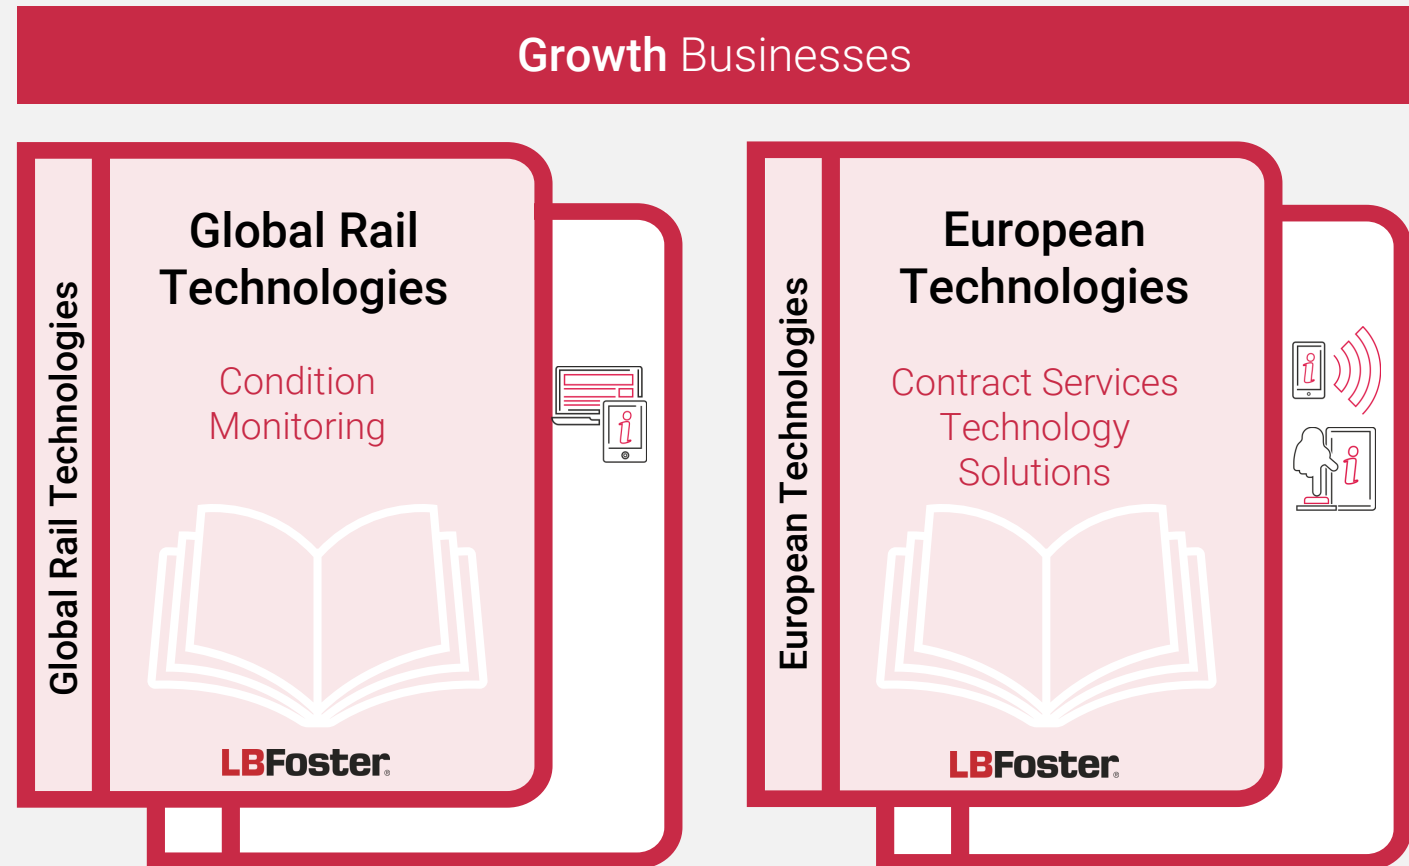 Growth Businesses
Global Rail Technologies
Global Rail
Technologies
Condition
Monitoring
LBFoster®
European Technologies
European
Technologies
Contract Services
Technology
Solutions
LBFoster®